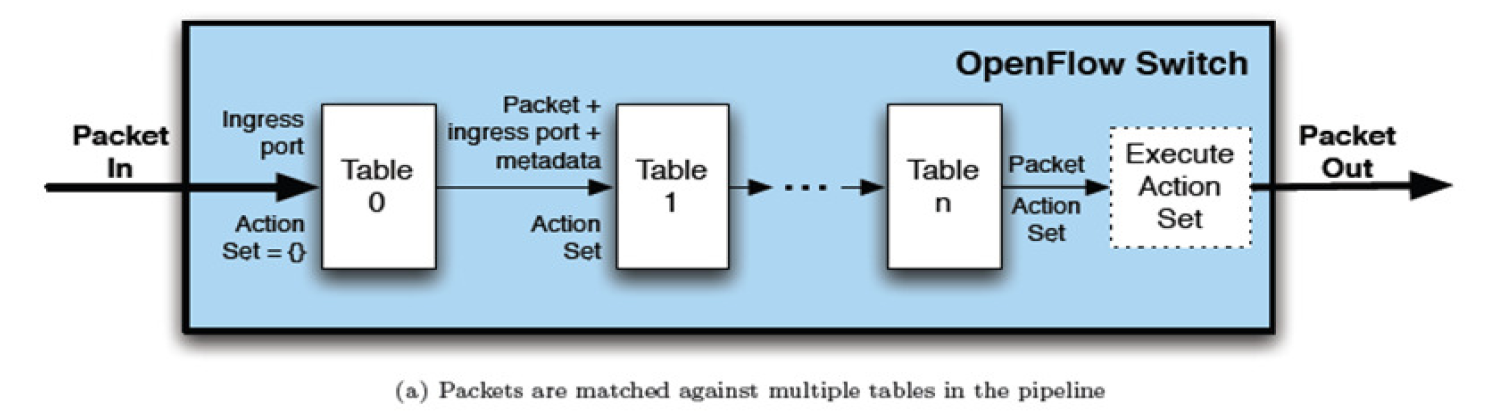 OpenFlow Switch
Packet
In
Ingress
port
Action
Set = {}
Table
0
Packet +
ingress port +
metadata
Action
Set
Table
1
Table
n
Packet
Action
Set
Execute
Action
Set
Packet
Out
(a) Packets are matched against multiple tables in the pipeline